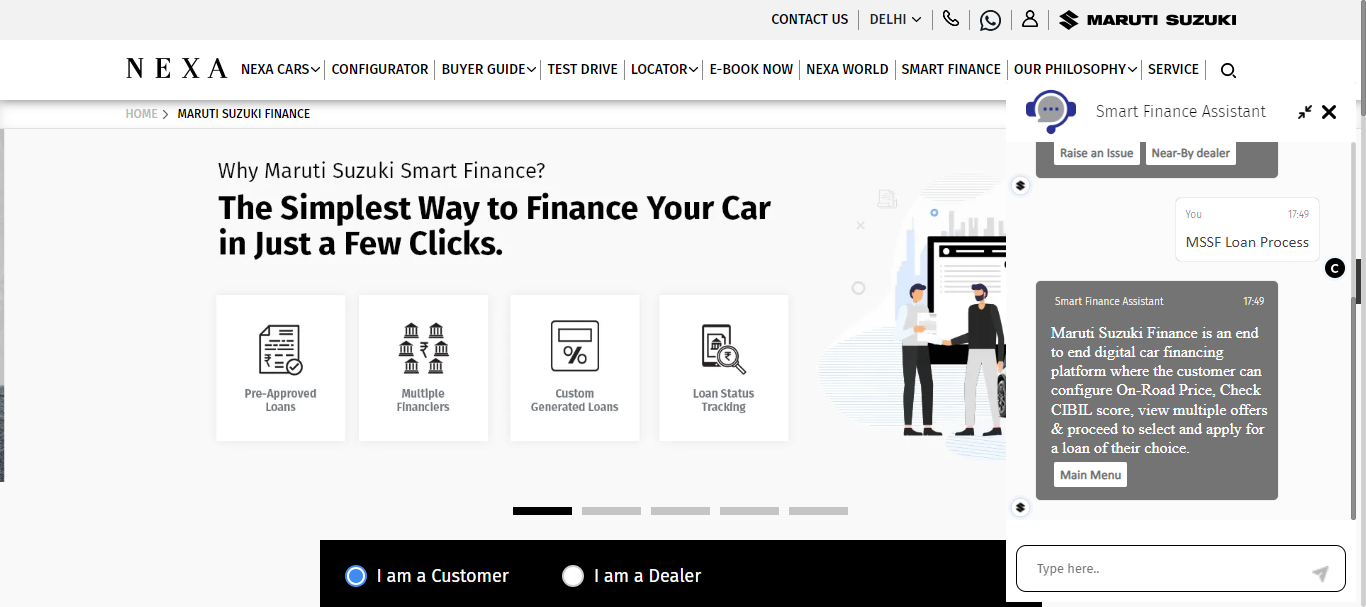 CONTACT US
DELHI
MARUTI SUZUKI
NEXA
NEXA CARS
CONFIGURATOR
BUYER GUIDE
TEST DRIVE
LOCATOR
E-BOOK NOW
NEXA WORLD
SMART FINANCE
OUR PHILOSOPHY
SERVICE
HOME
MARUTI SUZUKI FINANCE
Why Maruti Suzuki Smart Finance?
The Simplest Way to Finance Your Car
in Just a Few Clicks.
Pre-Approved
Loans
Multiple
Financiers
Custom
Generated Loans
Loan Status
Tracking
I am a Customer
I am a Dealer
Smart Finance Assistant
Raise an Issue
Near-By dealer
You 17:49
MSSF Loan Process
C
Smart Finance Assistant 17:49
Maruti Suzuki Finance is an end
to end digital car financing
platform where the customer can
configure On-Road Price, Check
CIBIL score, view multiple offers
& proceed to select and apply for
a loan of their choice.
Main Menu
Type here..